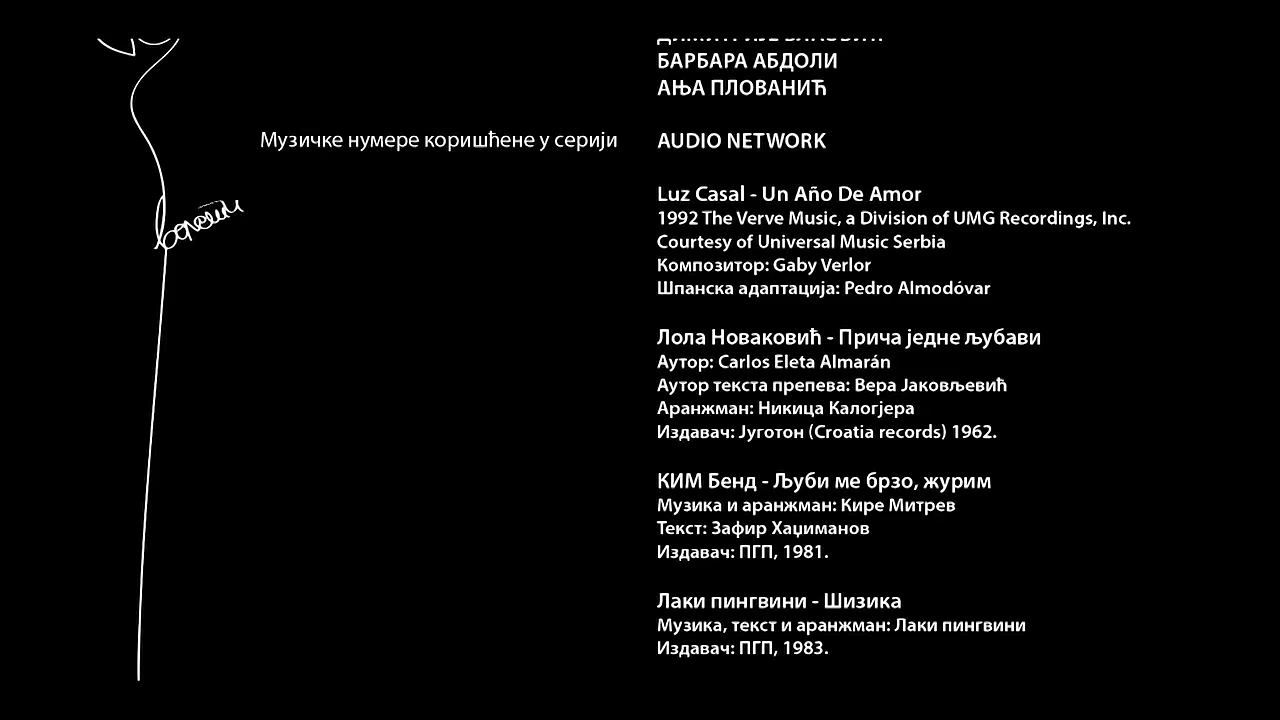 БАРБАРА АБДОЛИ
АЊА ПЛОВАНИЋ
Музичке нумере коришћене у серији
AUDIO NETWORK
Luz Casal - Un Año De Amor
1992 The Verve Music, a Division of UMG Recordings, Inc.
Courtesy of Universal Music Serbia
Композитор: Gaby Verlor
Шпанска адаптација: Pedro Almodóvar
Лола Новаковић - Прича једне љубави
Аутор: Carlos Eleta Almarán
Аутор текста препева: Вера Јаковљевић
Аранжман: Никица Калогјера
Издавач: Југотон (Croatia records) 1962.
КИМ Бенд - Љуби ме брзо, журим
Музика и аранжман: Кире Митрев
Текст: Зафир Хаџиманов
Издавач: ПГП, 1981.
Лаки пингвини - Шизика
Музика, текст и аранжман: Лаки пингвини
Издавач: ПГП, 1983.